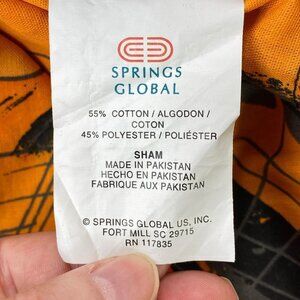 SPRINGS
GLOBAL
55% COTTON / ALGODON /
COTON
45% POLYESTER / POLIÉSTER
SHAM
MADE IN PAKISTAN
HECHO EN PAKISTAN
FABRIQUE AUX PAKISTAN
© SPRINGS GLOBAL US, INC.
FORT MILL SC 29715
RN 117835